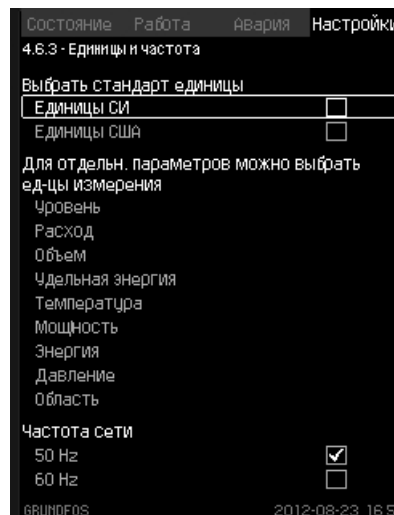 Состояние Работа Авария Настройки
4.6.3 - Единицы и частота
Выбрать стандарт единицы
Единицы СИ
Единицы США
Для отдельн. параметров можно выбрать
ед-цы измерения
Уровень
Расход
Объем
Удельная энергия
Температура
Мощность
Энергия
Давление
Область
Частота сети
50 Hz
60 Hz
GRUNDFOS 2012-08-23